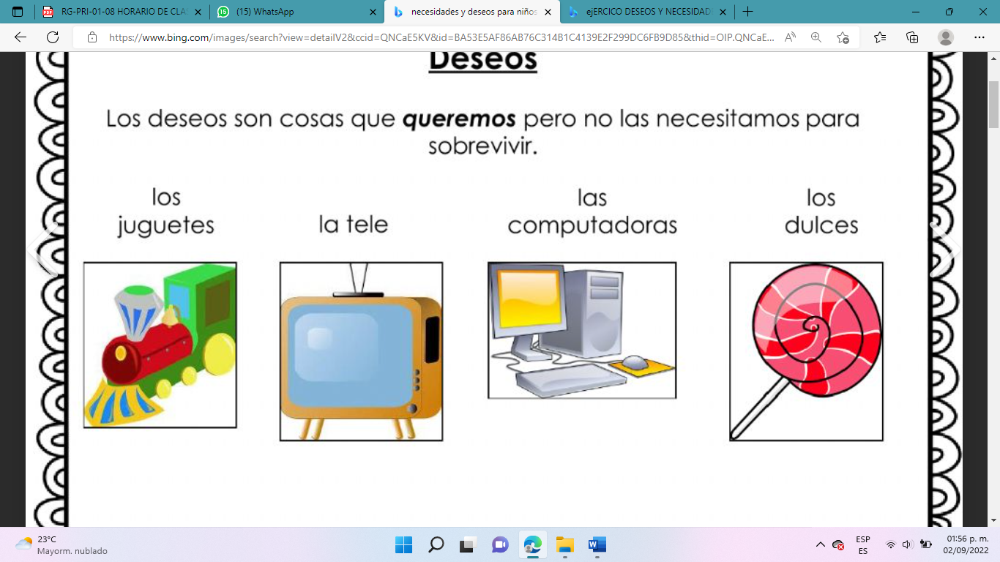 RG-PRI-01-08 HORARIO DE CLAS
(15) WhatsApp
necesidades y deseos para niños
ejERCICO DESEOS Y NECESIDAD
https://www.bing.com/images/search?view=detailV2&ccid=QNCaE5KV&id=BA53E5AF86AB76C314B1C4139E2F299DC6FB9D85&thid=OIP.QNCaE...
Deseos
Los deseos son cosas que queremos pero no las necesitamos para
sobrevivir.
los
juguetes
la tele
las
computadoras
los
dulces
23°C
Mayorm. nublado
ESP
ES
01:56 p. m.
02/09/2022